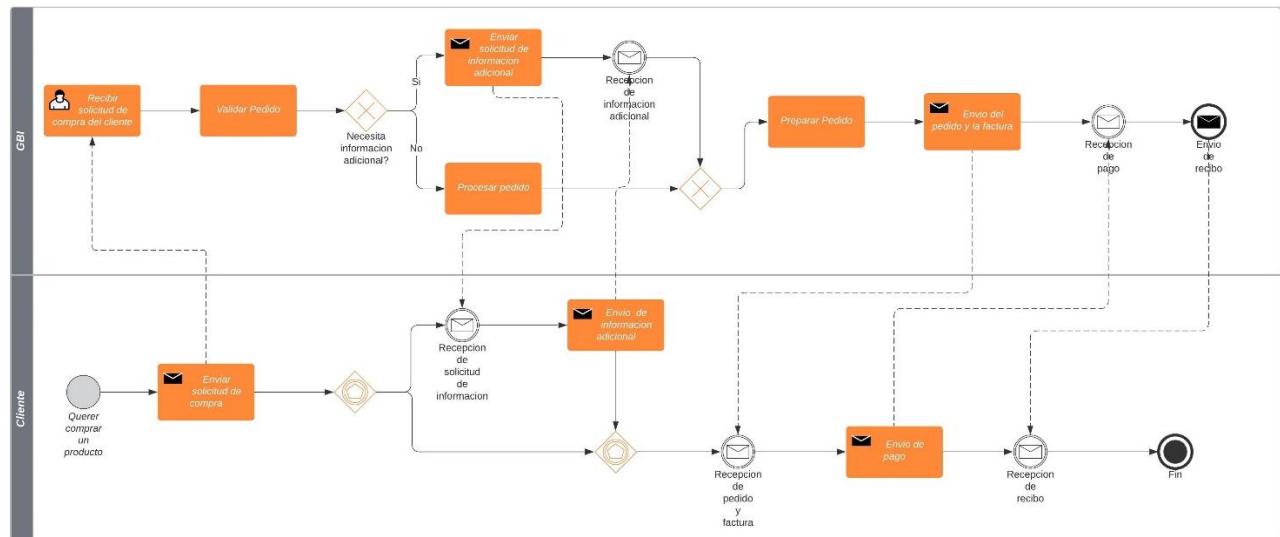 GBI
Recibir
solicitud de
compra del cliente
Validar Pedido
Necesita
informacion
adicional?
Si
No
Enviar
solicitud de
informacion
adicional
Recepcion
de
informacion
adicional
Procesar pedido
Preparar Pedido
Envio del
pedido y la factura
Recepcion
de
pago
Envio
de
recibo
Cliente
Querer
comprar
un
producto
Enviar
solicitud de
compra
Recepcion
de
solicitud
de
informacion
Envio de
informacion
adicional
Recepcion
de
pedido
y
factura
Envio de
pago
Recepcion
de
recibo
Fin